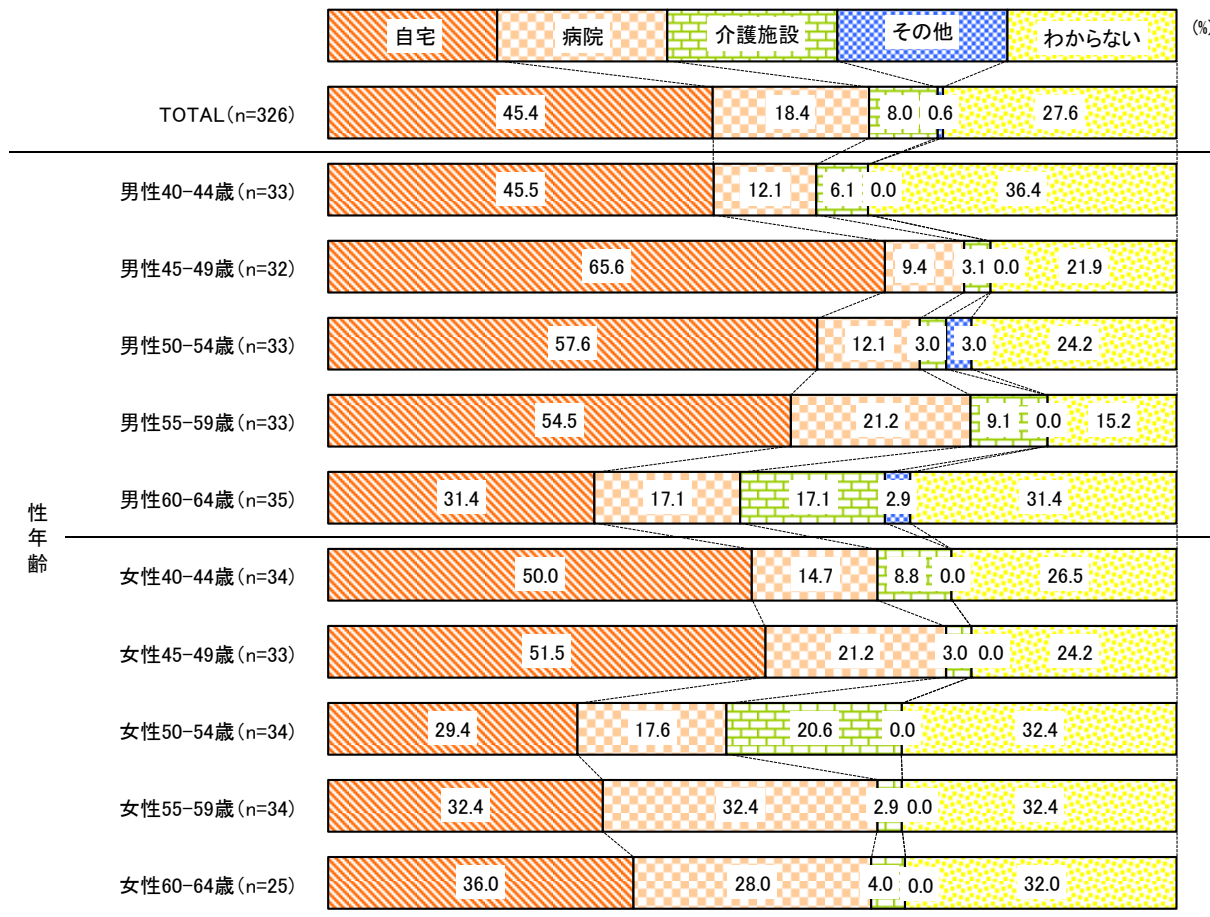 自宅 病院 介護施設 その他 わからない (%)
TOTAL(n=326) 45.4 18.4 8.0 0.6 27.6
男性40-44歳(n=33) 45.5 12.1 6.1 0.0 36.4
男性45-49歳(n=32) 65.6 9.4 3.1 0.0 21.9
男性50-54歳(n=33) 57.6 12.1 3.0 3.0 24.2
男性55-59歳(n=33) 54.5 21.2 9.1 0.0 15.2
男性60-64歳(n=35) 31.4 17.1 17.1 2.9 31.4
性年齢
女性40-44歳(n=34) 50.0 14.7 8.8 0.0 26.5
女性45-49歳(n=33) 51.5 21.2 3.0 0.0 24.2
女性50-54歳(n=34) 29.4 17.6 20.6 0.0 32.4
女性55-59歳(n=34) 32.4 32.4 2.9 0.0 32.4
女性60-64歳(n=25) 36.0 28.0 4.0 0.0 32.0